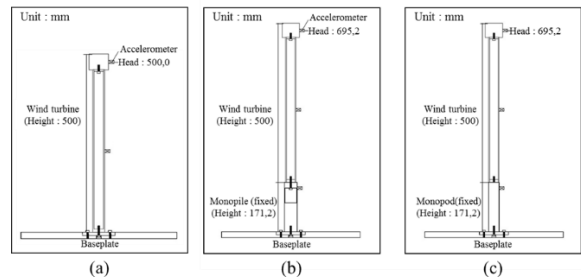 Unit : mm
Accelerometer
Head : 500,0
Wind turbine
(Height : 500)
Baseplate
(a)
Unit : mm
Accelerometer
Head : 695,2
Wind turbine
(Height : 500)
Monopile (fixed)
(Height : 171,2)
Baseplate
(b)
Unit : mm
Head : 695,2
Wind turbine
(Height : 500)
Monopod(fixed)
(Height : 171,2)
Baseplate
(c)